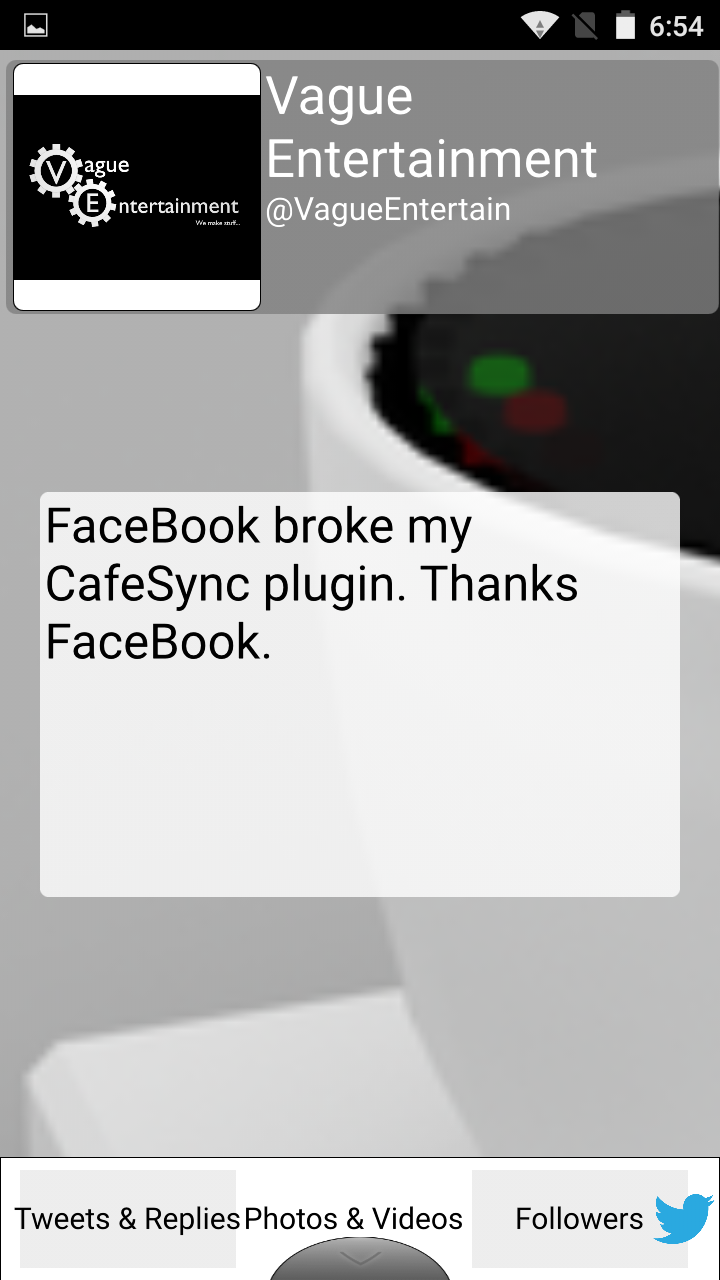 6:54
Vague
Entertainment
@VagueEntertain
Vague
Entertainment
We make stuff...
FaceBook broke my
CafeSync plugin. Thanks
FaceBook.
Tweets & Replies Photos & Videos Followers